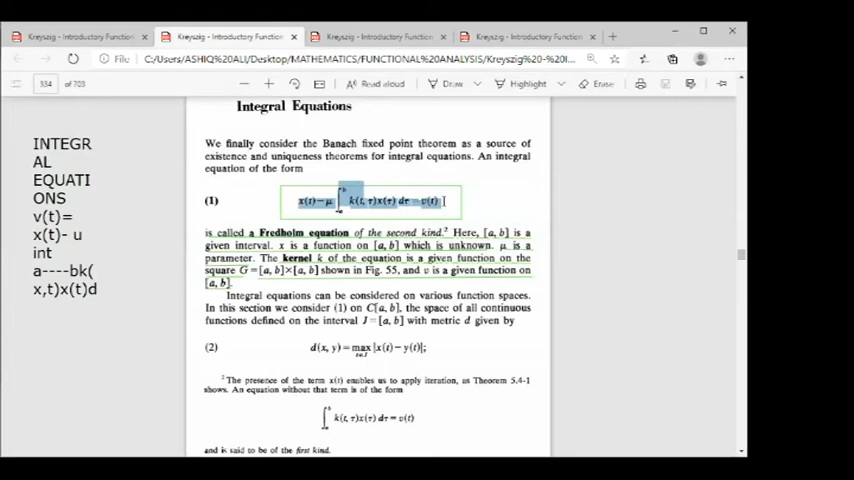 Kreyszig - Introductory Function
Kreyszig - Introductory Function
Kreyszig - Introductory Function
Kreyszig - Introductory Function
File
C:/Users/ASHIQ%20ALI/Desktop/MATHEMATICS/FUNCTIONAL%20ANALYSIS/Kreyszig%20-%20I...
334 of 703
Read aloud
Draw
Highlight
Erase
INTEGR
AL
EQUATI
ONS
v(t)=
x(t)- u
int
a----bk(
x,t)x(t)d
Integral Equations
We finally consider the Banach fixed point theorem as a source of
existence and uniqueness theorems for integral equations. An integral
equation of the form
(1) x(t)−μ ∫_a^b k(t, τ)x(τ) dτ = v(t)
is called a Fredholm equation of the second kind.² Here, [a, b] is a
given interval. x is a function on [a, b] which is unknown. μ is a
parameter. The kernel k of the equation is a given function on the
square G = [a, b]×[a, b] shown in Fig. 55, and v is a given function on
[a, b].
Integral equations can be considered on various function spaces.
In this section we consider (1) on C[a, b], the space of all continuous
functions defined on the interval J = [a, b] with metric d given by
(2) d(x, y) = max_{t∈J} |x(t)−y(t)|;
² The presence of the term x(t) enables us to apply iteration, as Theorem 5.4-1
shows. An equation without that term is of the form
∫_a^b k(t, τ)x(τ) dτ = v(t)
and is said to be of the first kind.